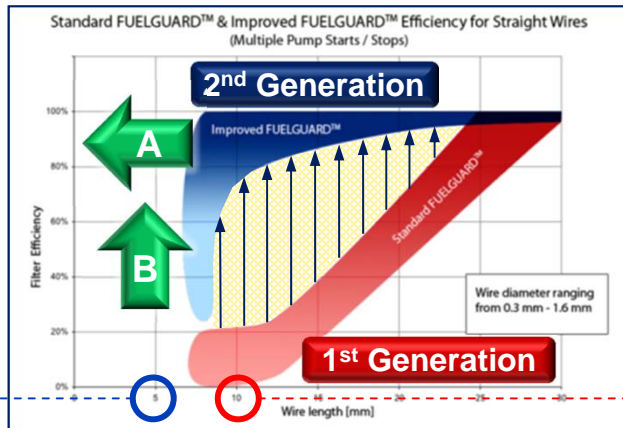 Standard FUELGUARD™ & Improved FUELGUARD™ Efficiency for Straight Wires
(Multiple Pump Starts / Stops)
2nd Generation
100%
Improved FUELGUARD™
A
80%
Standard FUELGUARD™
60%
Filter Efficiency
B
40%
Wire diameter ranging
from 0.3 mm - 1.6 mm
20%
1st Generation
0%
0 5 10 15 20 25 30
Wire length [mm]